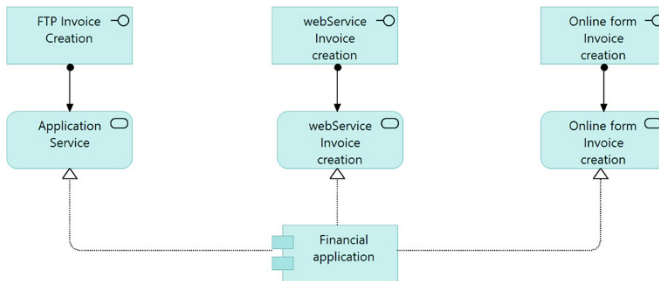 FTP Invoice
Creation
webService
Invoice
creation
Online form
Invoice
creation
Application
Service
webService
Invoice
creation
Online form
Invoice
creation
Financial
application